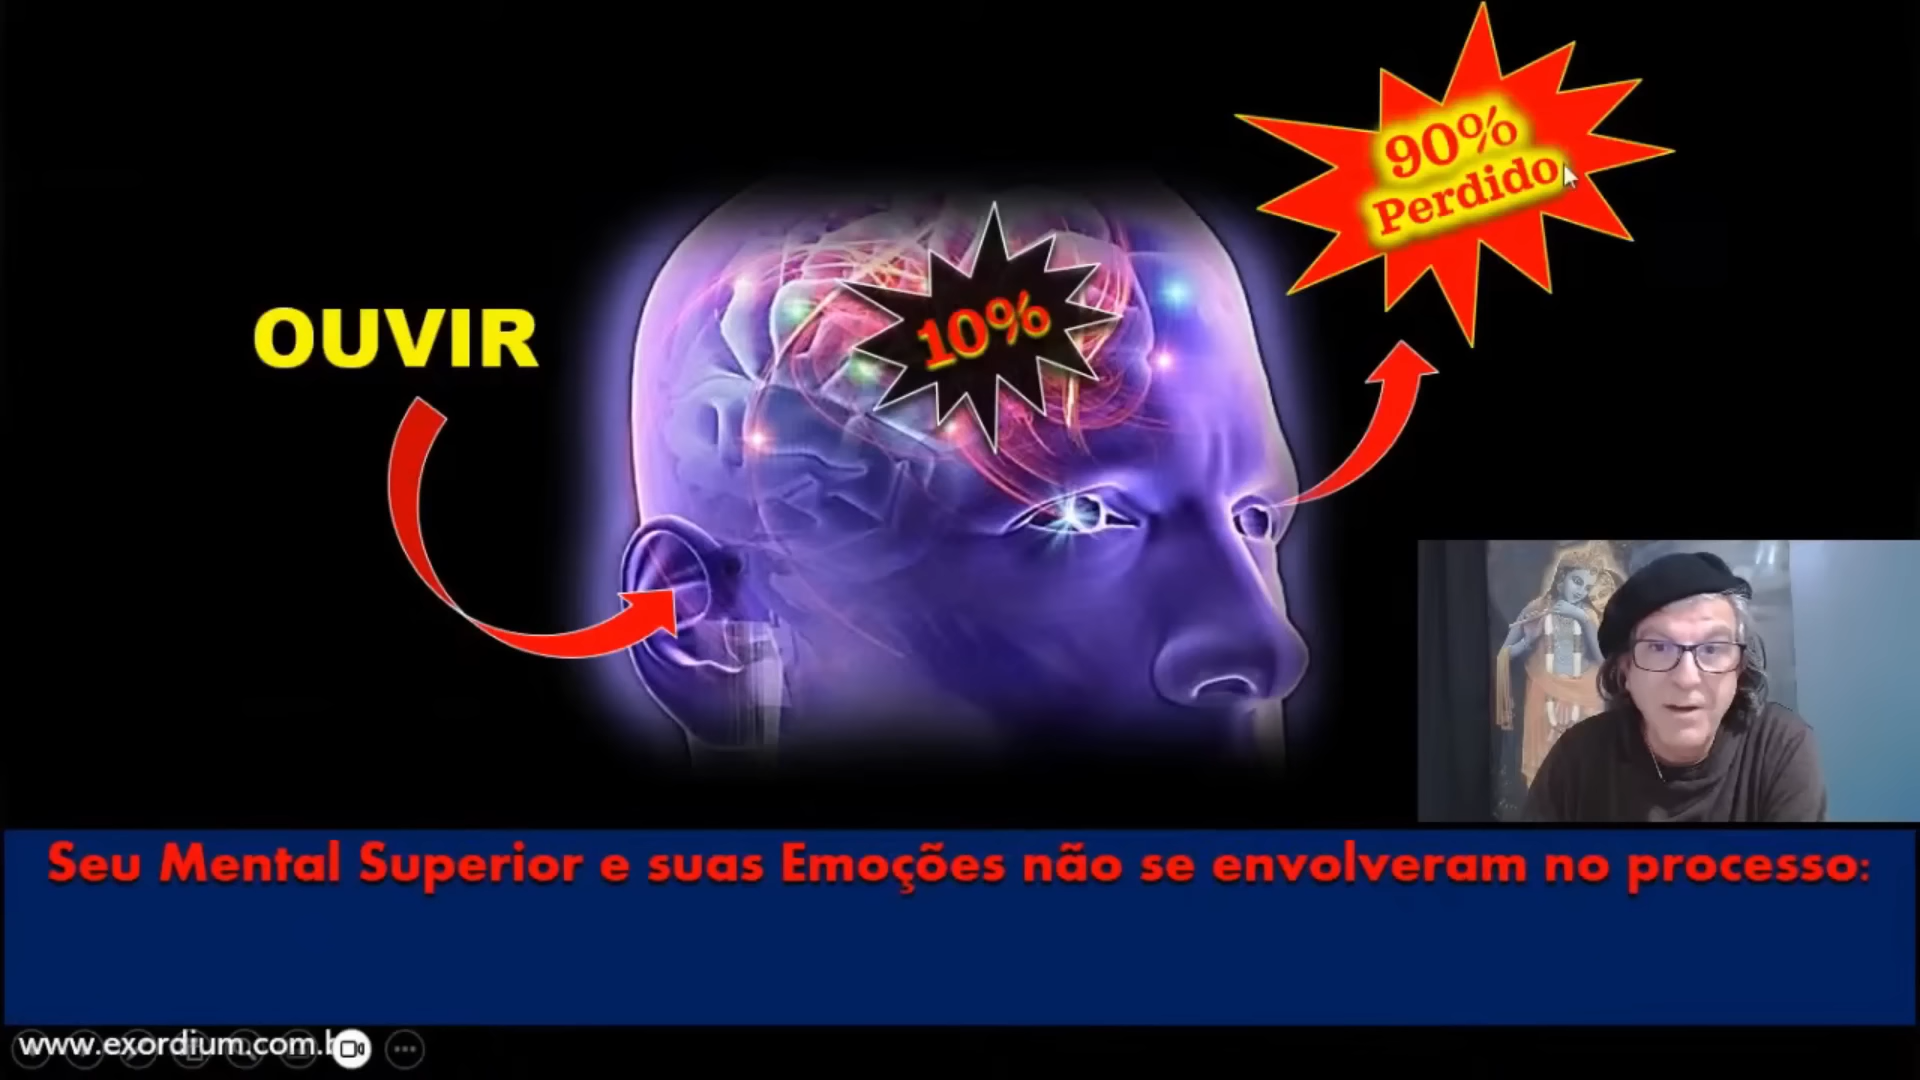 90%
Perdido
10%
OUVIR
Seu Mental Superior e suas Emoções não se envolveram no processo:
www.exordium.com.b